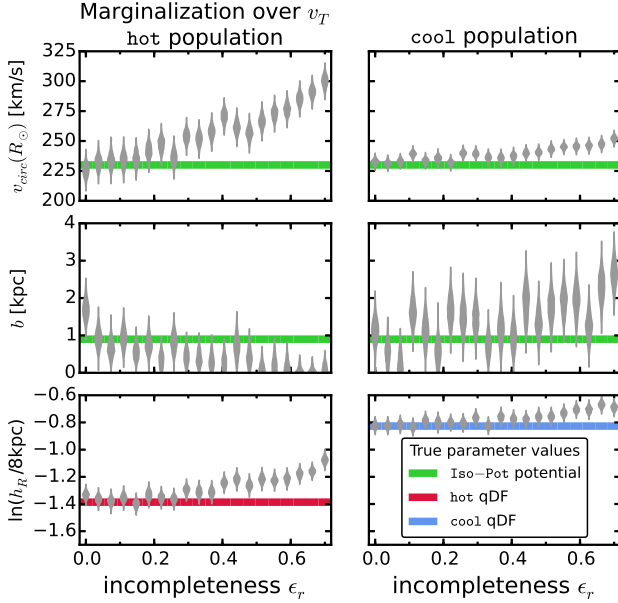 Marginalization over v_T
hot population
cool population
v_circ(R_⊙) [km/s]
325
300
275
250
225
200
b [kpc]
4
3
2
1
0
ln(h_R/8kpc)
−0.6
−0.8
−1.0
−1.2
−1.4
−1.6
0.0 0.2 0.4 0.6
incompleteness ϵ_r
0.0 0.2 0.4 0.6
incompleteness ϵ_r
True parameter values
Iso−Pot potential
hot qDF
cool qDF